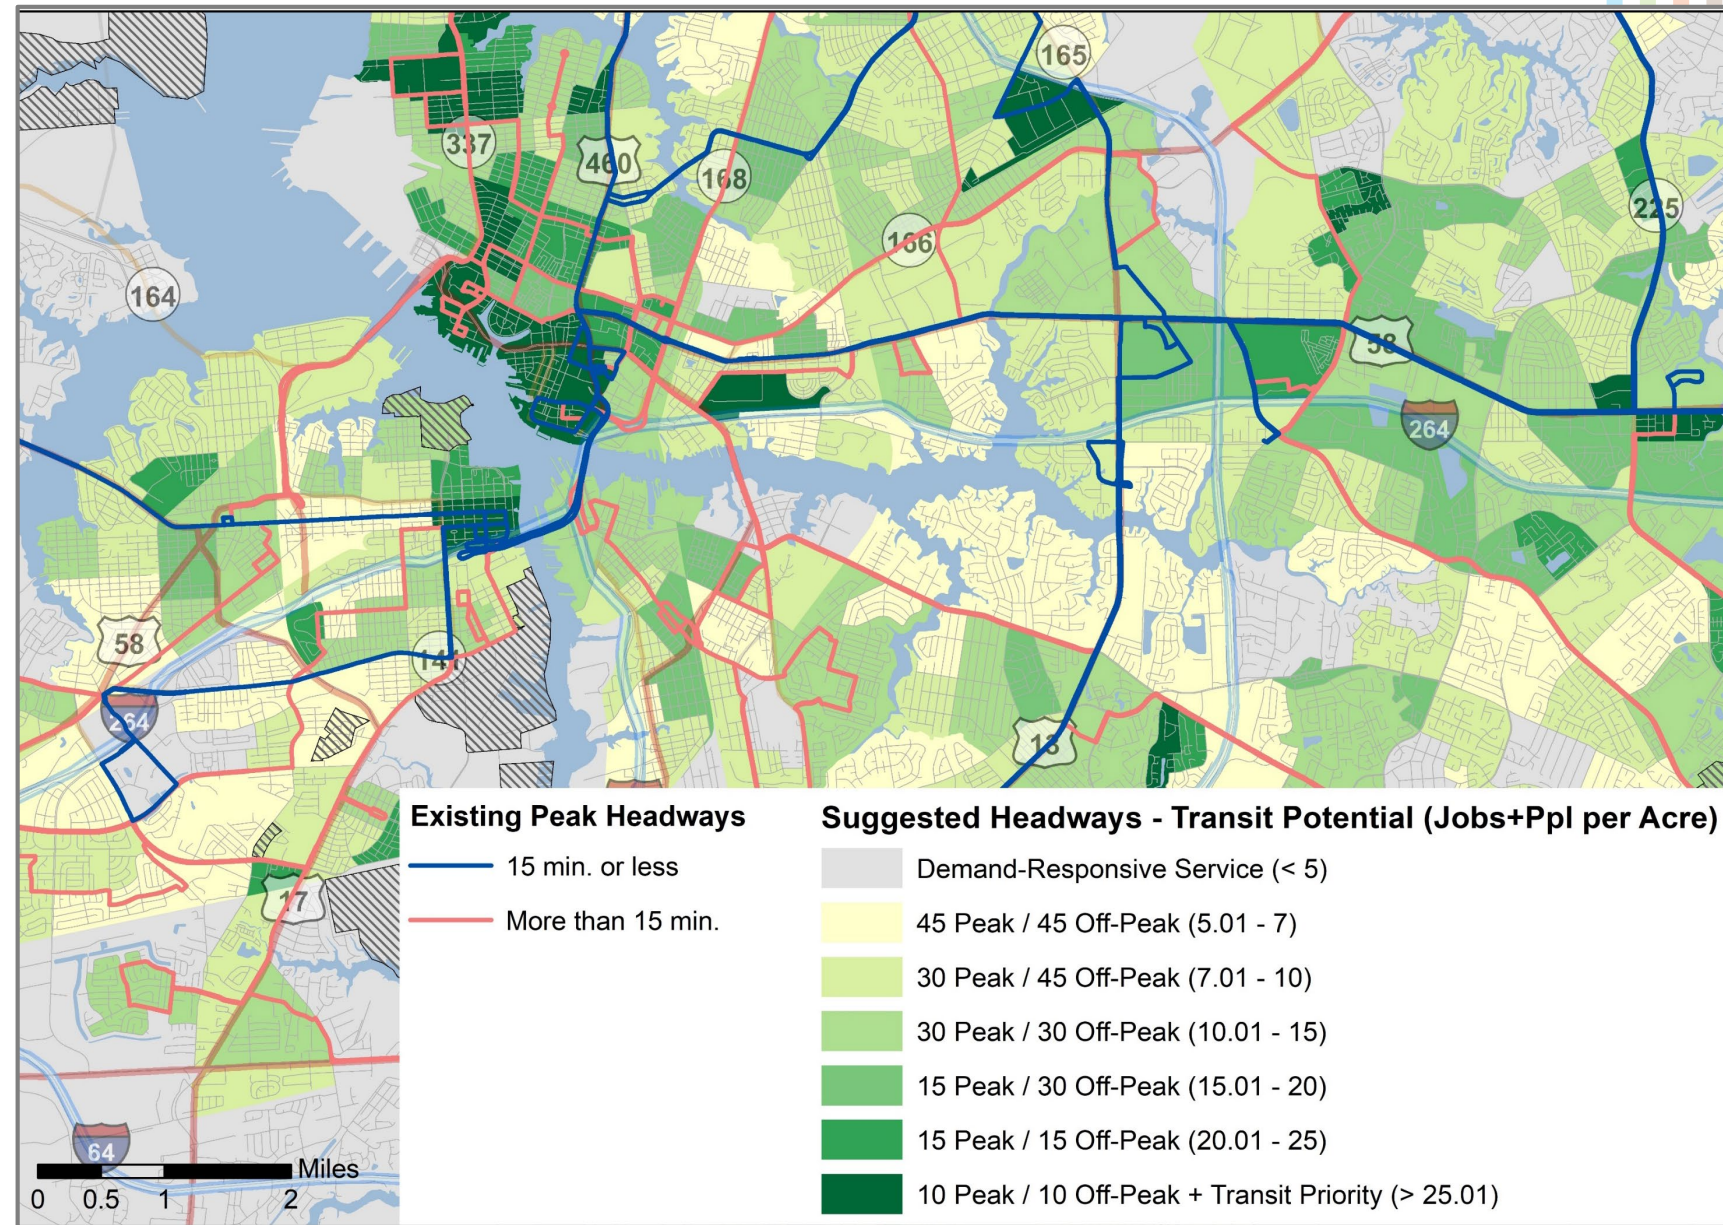 165
337
460
168
225
166
164
58
264
58
141
264
13
17
64
Miles
0 0.5 1 2
Existing Peak Headways
15 min. or less
More than 15 min.
Suggested Headways - Transit Potential (Jobs+Ppl per Acre)
Demand-Responsive Service (< 5)
45 Peak / 45 Off-Peak (5.01 - 7)
30 Peak / 45 Off-Peak (7.01 - 10)
30 Peak / 30 Off-Peak (10.01 - 15)
15 Peak / 30 Off-Peak (15.01 - 20)
15 Peak / 15 Off-Peak (20.01 - 25)
10 Peak / 10 Off-Peak + Transit Priority (> 25.01)